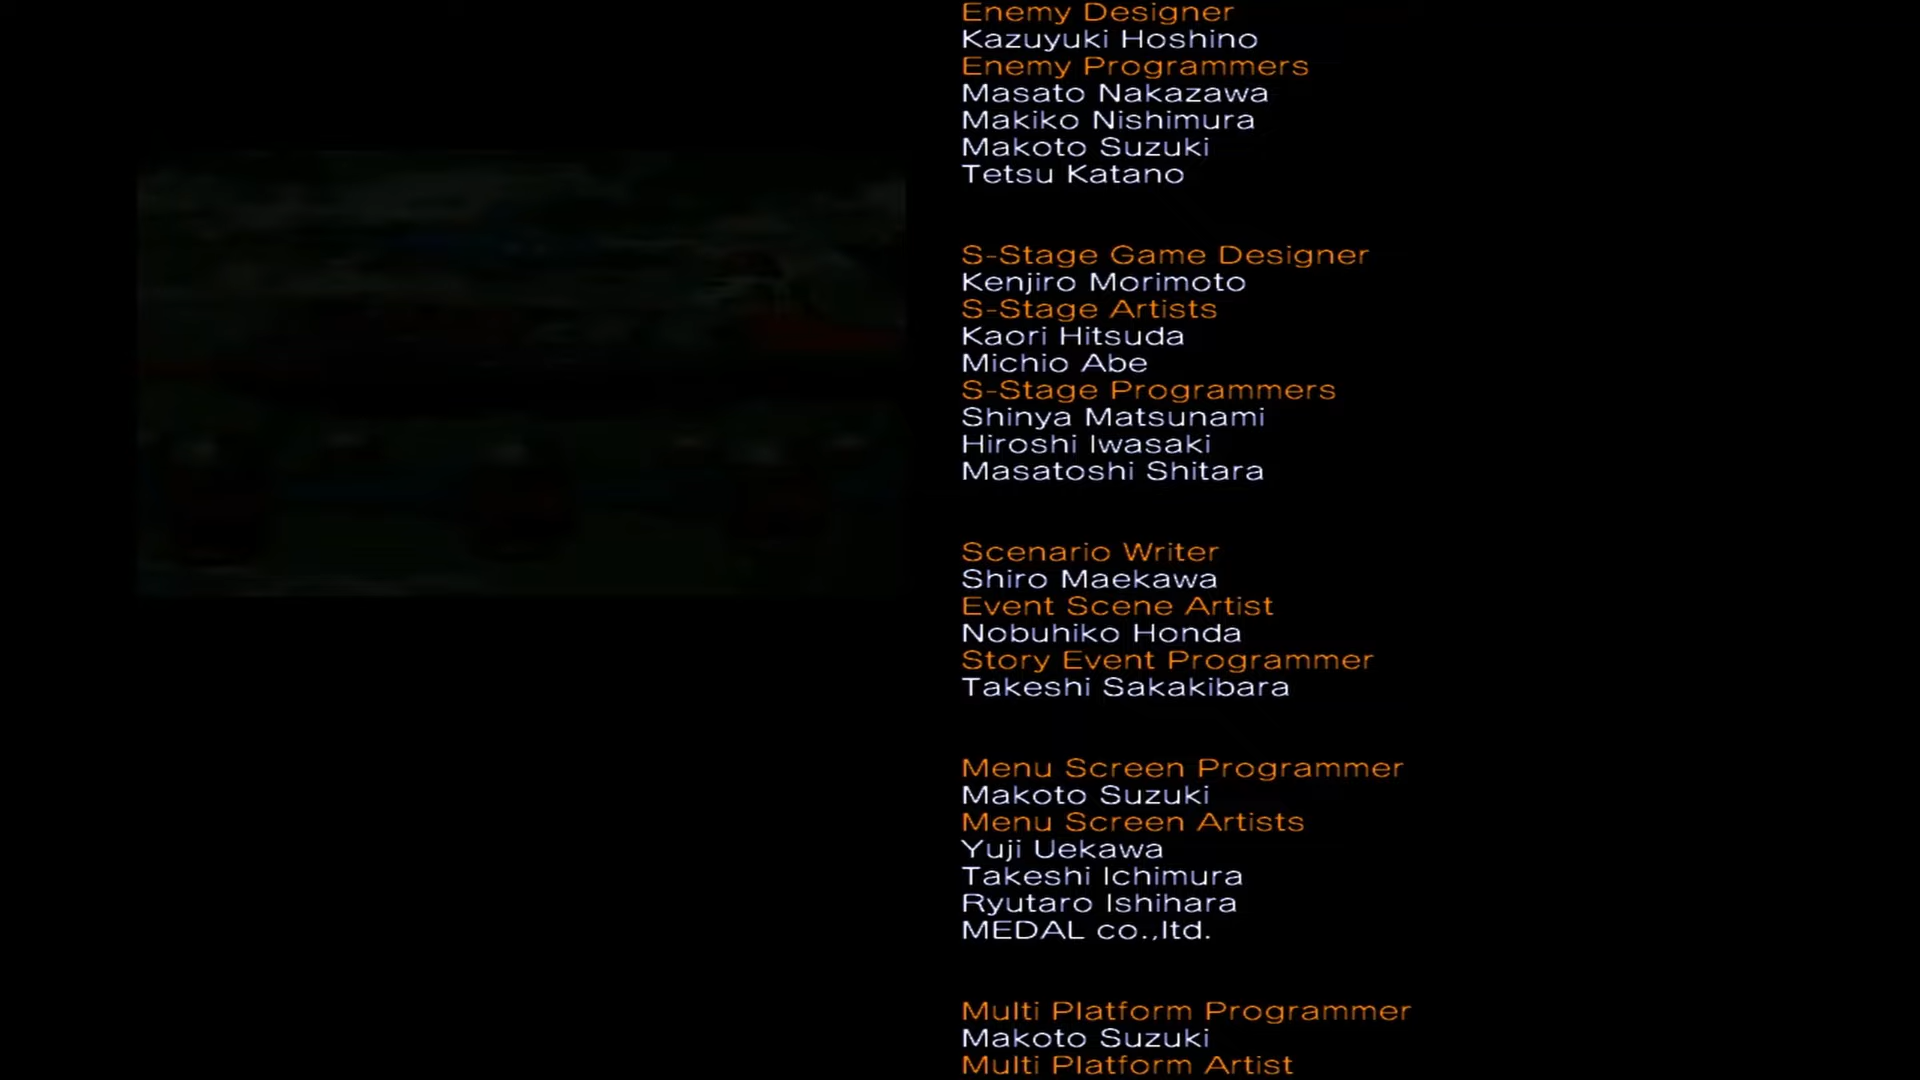 Enemy Designer
Kazuyuki Hoshino
Enemy Programmers
Masato Nakazawa
Makiko Nishimura
Makoto Suzuki
Tetsu Katano
S-Stage Game Designer
Kenjiro Morimoto
S-Stage Artists
Kaori Hitsuda
Michio Abe
S-Stage Programmers
Shinya Matsunami
Hiroshi Iwasaki
Masatoshi Shitara
Scenario Writer
Shiro Maekawa
Event Scene Artist
Nobuhiko Honda
Story Event Programmer
Takeshi Sakakibara
Menu Screen Programmer
Makoto Suzuki
Menu Screen Artists
Yuji Uekawa
Takeshi Ichimura
Ryutaro Ishihara
MEDAL co.,ltd.
Multi Platform Programmer
Makoto Suzuki
Multi Platform Artist